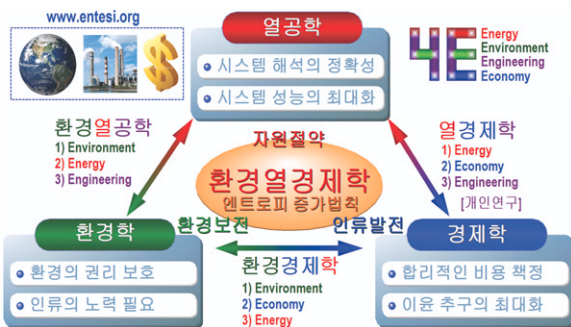 www.entesi.org
열공학
시스템 해석의 정확성
시스템 성능의 최대화
4E
Energy
Environment
Engineering
Economy
환경열공학
1) Environment
2) Energy
3) Engineering
열경제학
1) Energy
2) Economy
3) Engineering
[개인연구]
자원절약
환경열경제학
엔트로피 증가법칙
환경보전
인류발전
환경학
환경의 권리 보호
인류의 노력 필요
환경경제학
1) Environment
2) Economy
3) Energy
경제학
합리적인 비용 책정
이윤 추구의 최대화